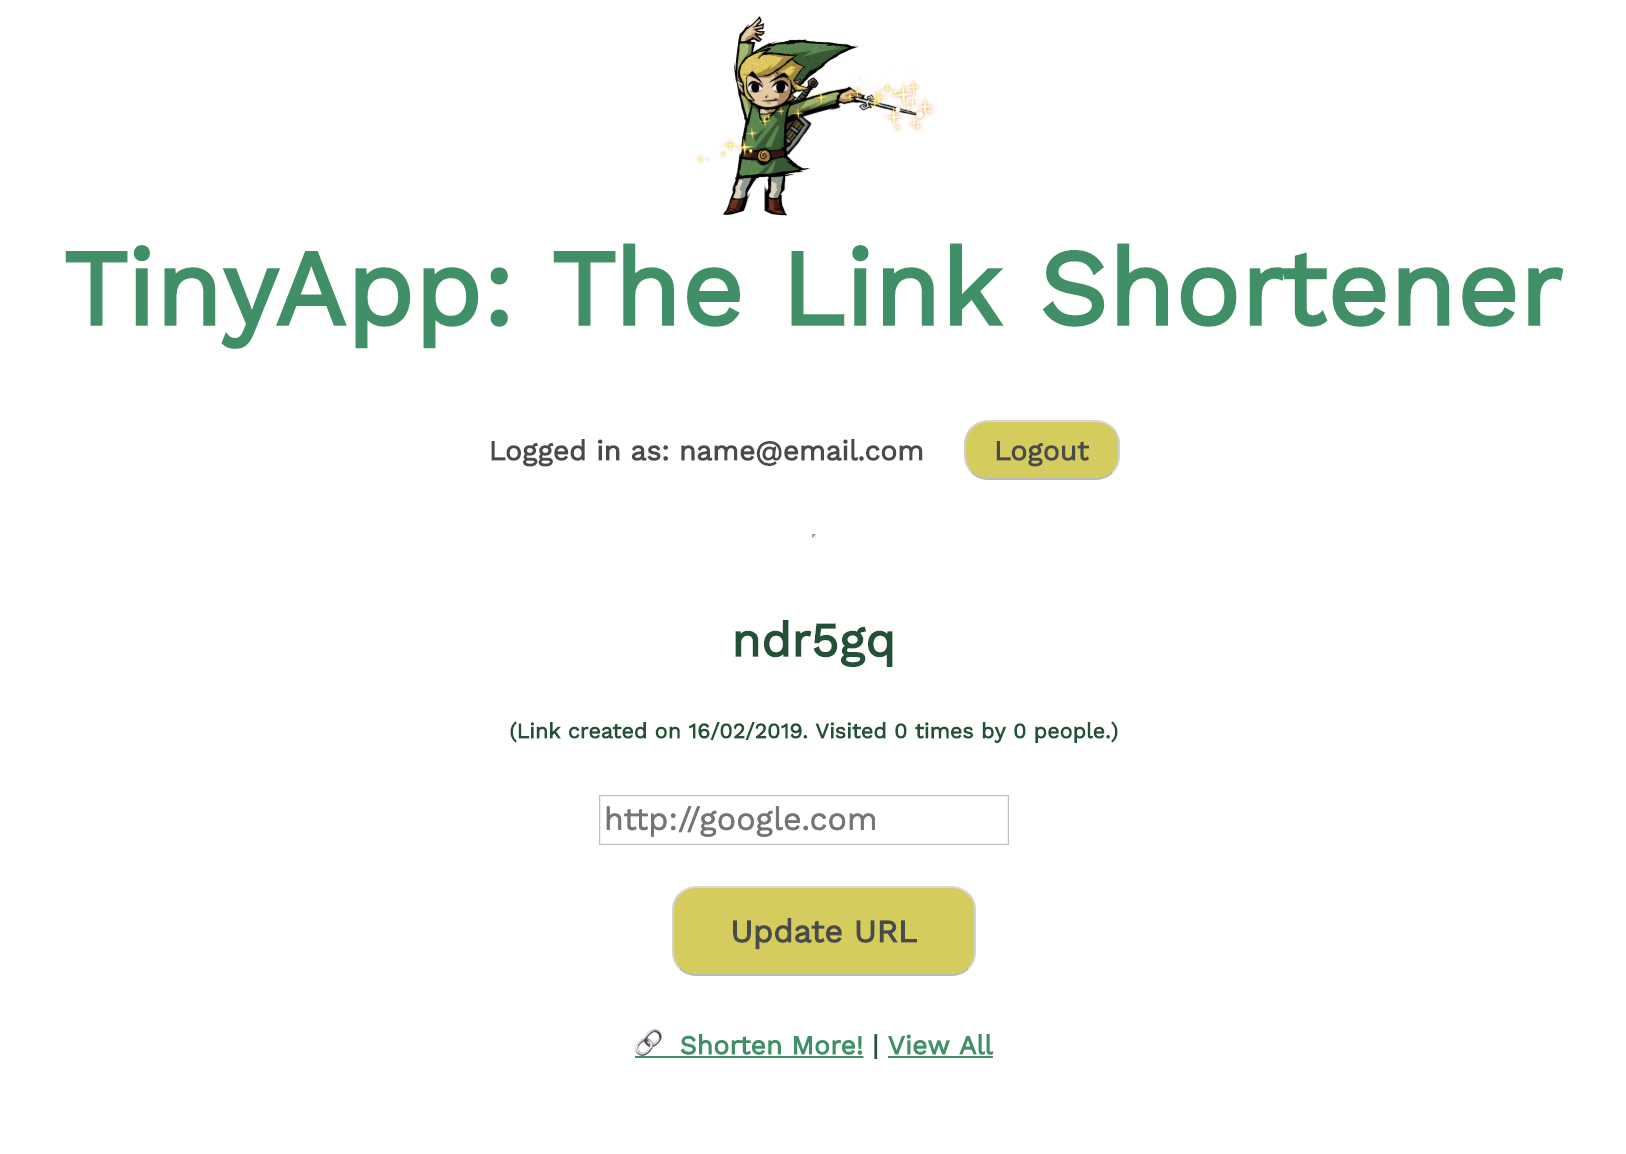 TinyApp: The Link Shortener
Logged in as: name@email.com Logout
ndr5gq
(Link created on 16/02/2019. Visited 0 times by 0 people.)
http://google.com
Update URL
🔗 Shorten More! | View All